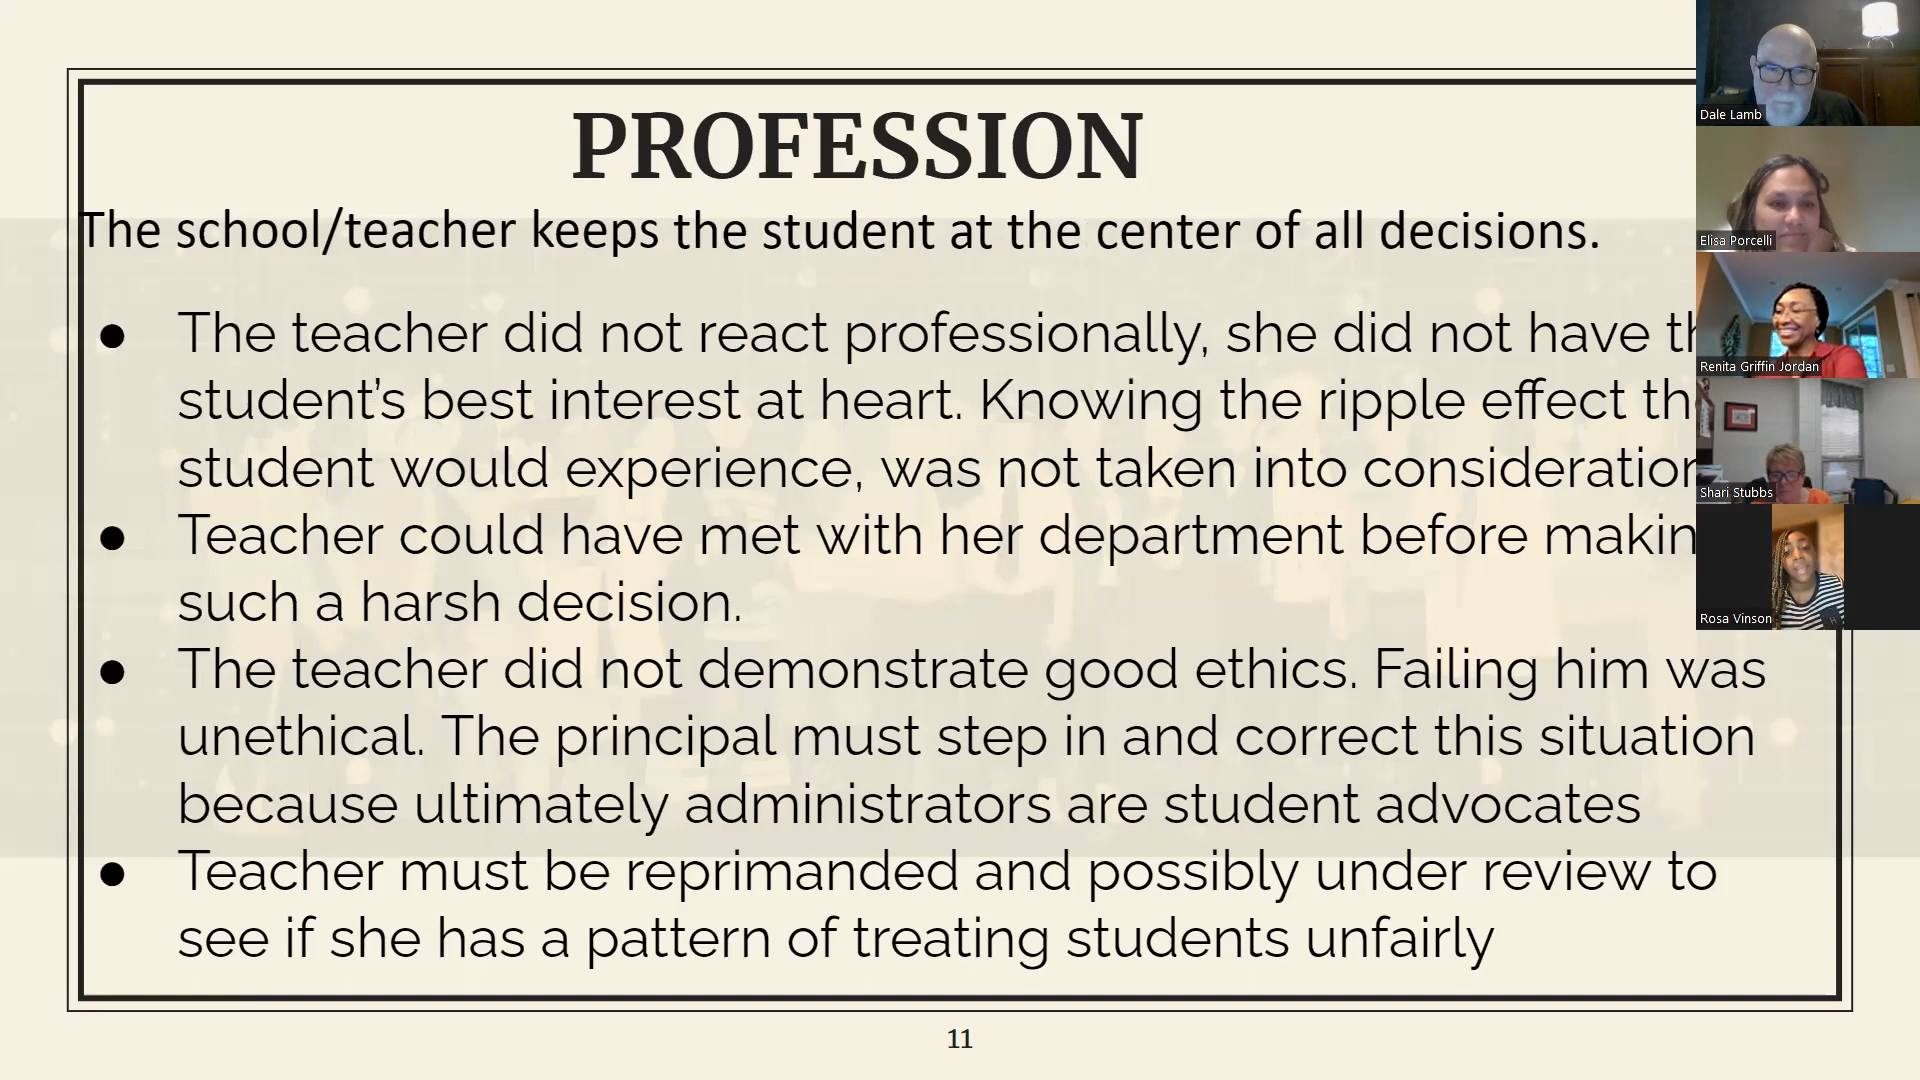 PROFESSION
The school/teacher keeps the student at the center of all decisions.
● The teacher did not react professionally, she did not have
student’s best interest at heart. Knowing the ripple effect
student would experience, was not taken into consideration
● Teacher could have met with her department before
such a harsh decision.
● The teacher did not demonstrate good ethics. Failing him was
unethical. The principal must step in and correct this situation
because ultimately administrators are student advocates
● Teacher must be reprimanded and possibly under review to
see if she has a pattern of treating students unfairly
11
Dale Lamb
Elisa Porcelli
Renita Griffin Jordan
Shari Stubbs
Rosa Vinson